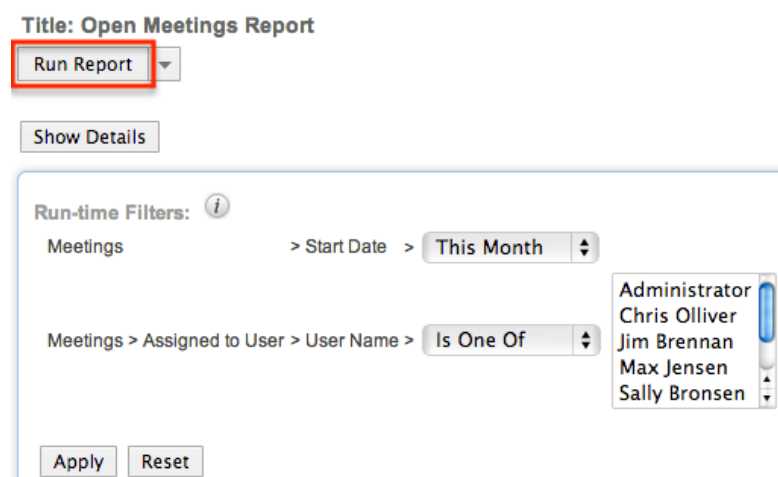 Title: Open Meetings Report
Run Report
Show Details
Run-time Filters: i
Meetings > Start Date > This Month
Administrator
Chris Olliver
Meetings > Assigned to User > User Name > Is One Of Jim Brennan
Max Jensen
Sally Bronsen
Apply Reset